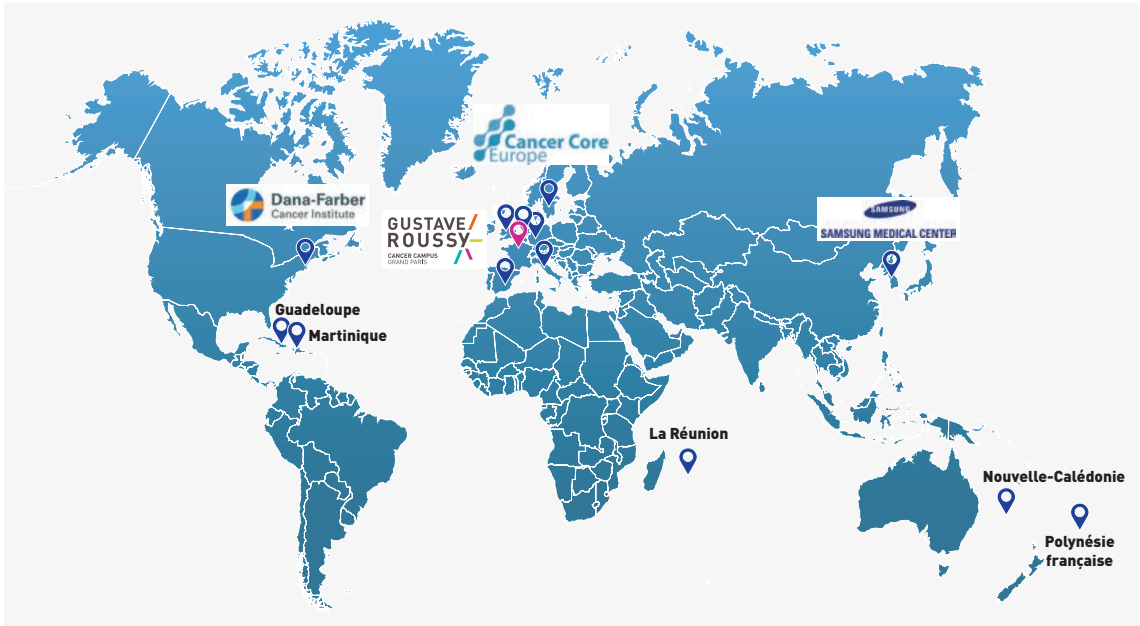 Cancer Core
Europe
Dana-Farber
Cancer Institute
GUSTAVE
ROUSSY
CANCER CAMPUS
GRAND PARIS
SAMSUNG
SAMSUNG MEDICAL CENTER
Guadeloupe
Martinique
La Réunion
Nouvelle-Calédonie
Polynésie
française